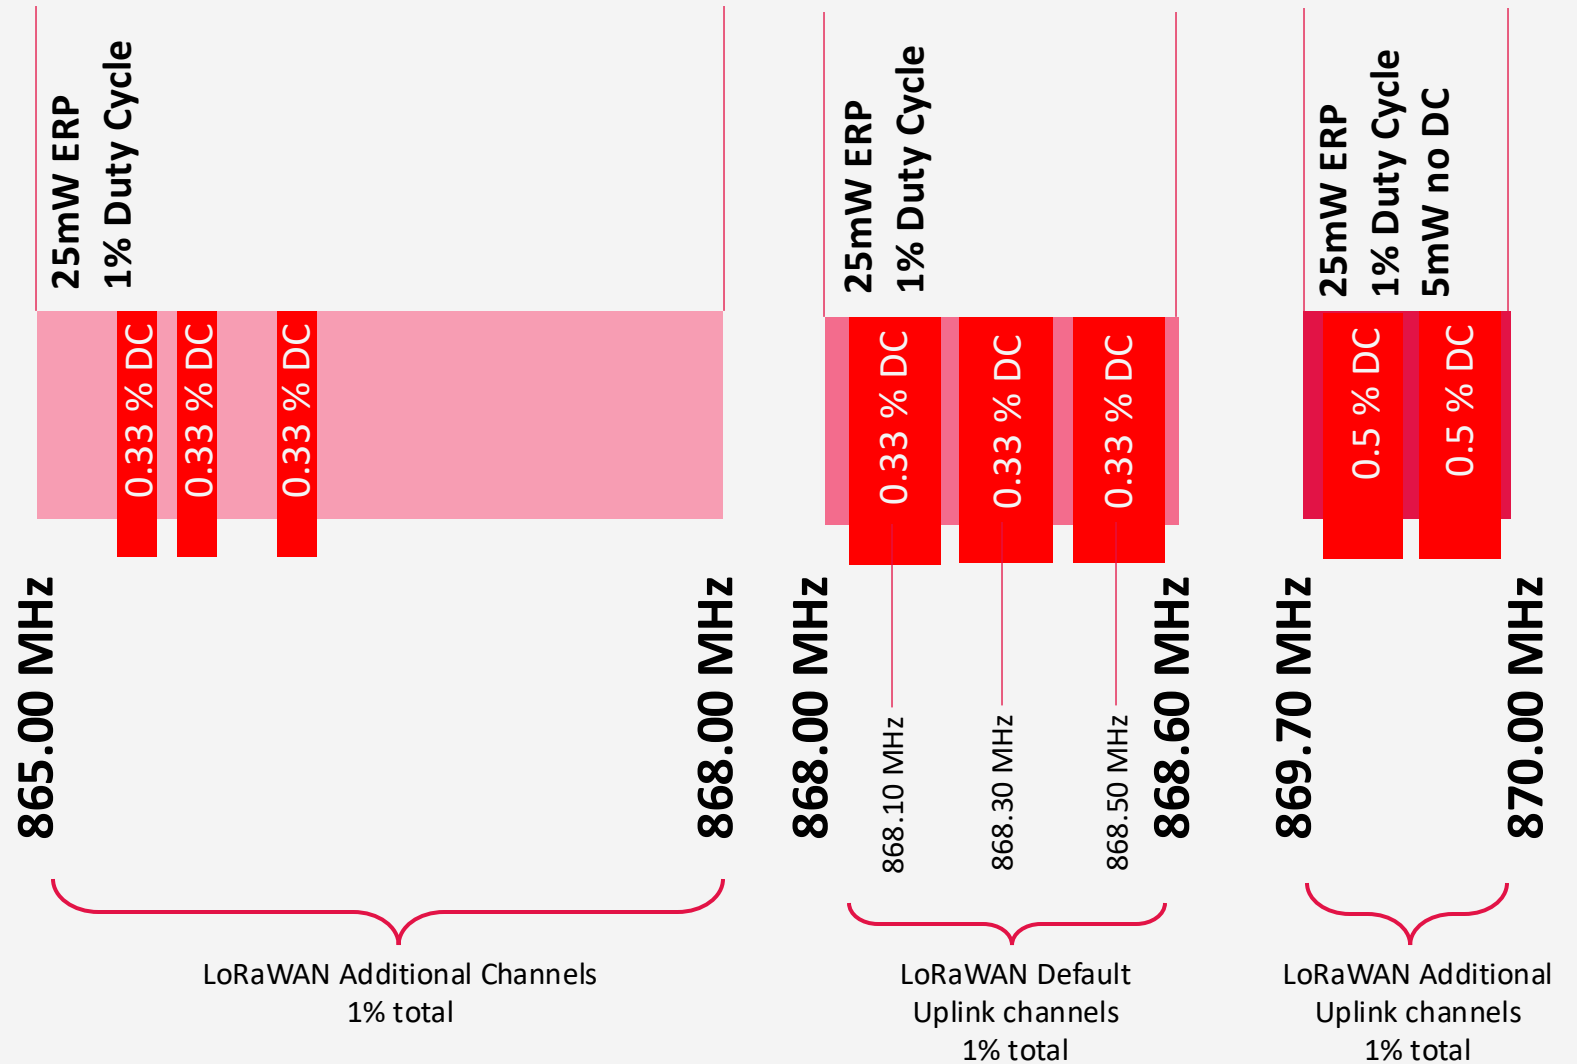 25mW ERP
1% Duty Cycle
25mW ERP
1% Duty Cycle
25mW ERP
1% Duty Cycle
5mW no DC
0.33 % DC
0.33 % DC
0.33 % DC
0.33 % DC
0.33 % DC
0.33 % DC
0.5 % DC
0.5 % DC
865.00 MHz
868.00 MHz
868.00 MHz
868.10 MHz
868.30 MHz
868.50 MHz
868.60 MHz
869.70 MHz
870.00 MHz
LoRaWAN Additional Channels
1% total
LoRaWAN Default
Uplink channels
1% total
LoRaWAN Additional
Uplink channels
1% total